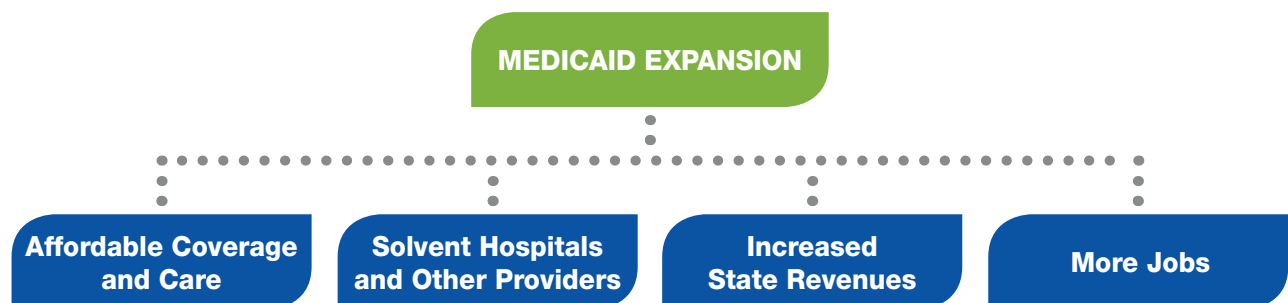 MEDICAID EXPANSION
Affordable Coverage
and Care
Solvent Hospitals
and Other Providers
Increased
State Revenues
More Jobs